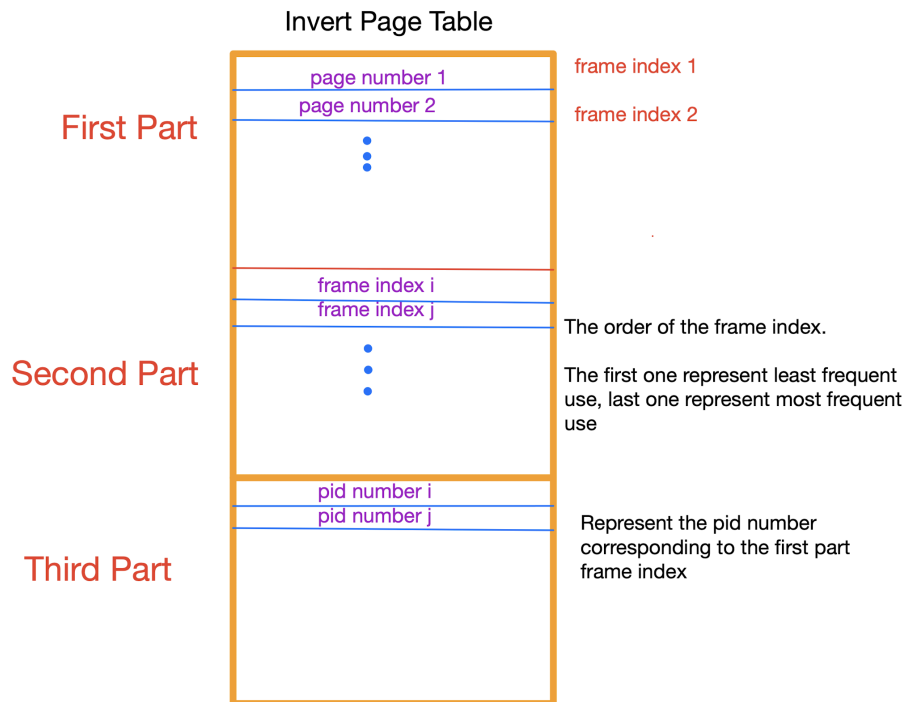 Invert Page Table
frame index 1
page number 1
page number 2
frame index 2
First Part
frame index i
frame index j
The order of the frame index.
Second Part
The first one represent least frequent
use, last one represent most frequent
use
pid number i
pid number j
Represent the pid number
corresponding to the first part
frame index
Third Part